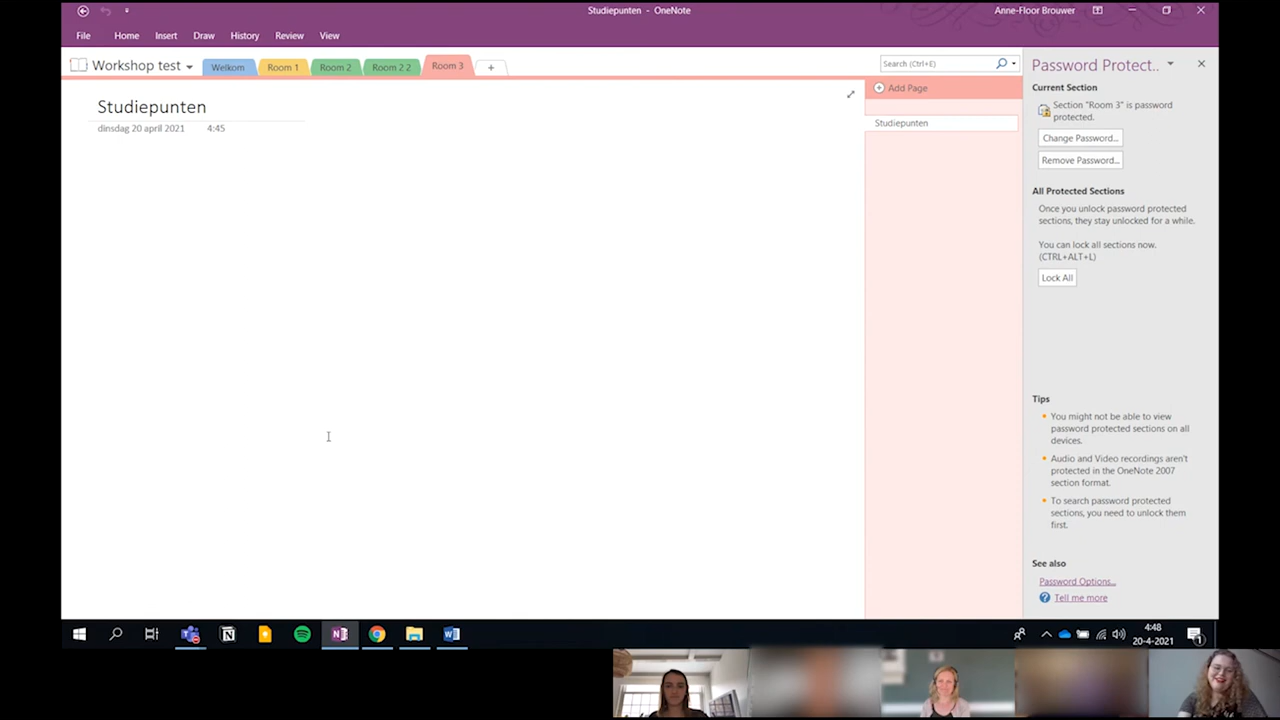 Studiepunten - OneNote
Anne-Floor Brouwer
File Home Insert Draw History Review View
Workshop test
Welkom
Room 1
Room 2
Room 2 2
Room 3
Search (Ctrl+E)
Add Page
Studiepunten
Studiepunten
dinsdag 20 april 2021 4:45
Password Protect..
Current Section
Section "Room 3" is password
protected.
Change Password...
Remove Password...
All Protected Sections
Once you unlock password protected
sections, they stay unlocked for a while.
You can lock all sections now.
(CTRL+ALT+L)
Lock All
Tips
You might not be able to view
password protected sections on all
devices.
Audio and Video recordings aren't
protected in the OneNote 2007
section format.
To search password protected
sections, you need to unlock them
first.
See also
Password Options...
Tell me more
4:48
20-4-2021